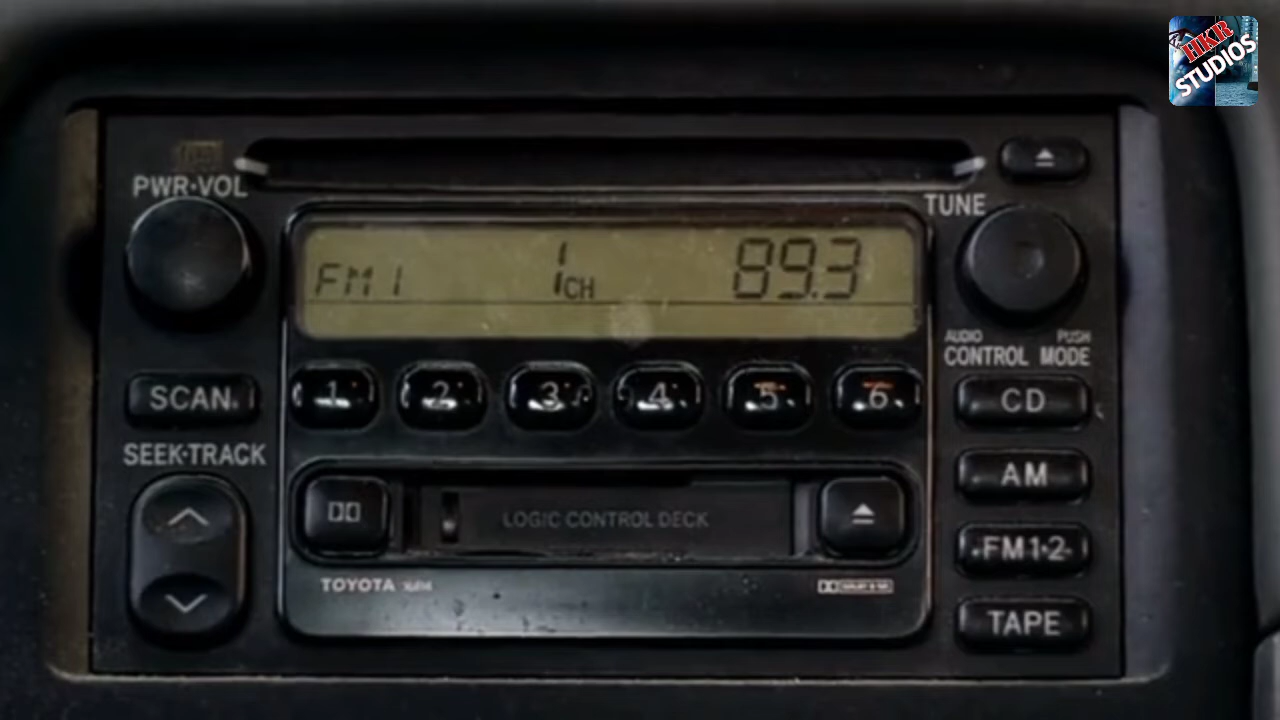 HKR
STUDIOS
PWR·VOL
TUNE
FM1 1CH 89.3
AUDIO PUSH
CONTROL MODE
SCAN
1 2 3 4 5 6
CD
SEEK·TRACK
AM
LOGIC CONTROL DECK
FM1·2
TOYOTA
TAPE